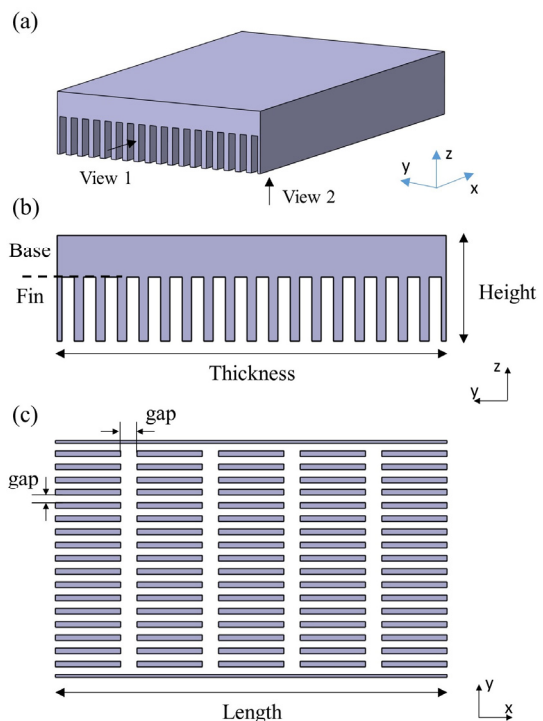 (a)
View 1
View 2
y
z
x
(b)
Base
Fin
Height
Thickness
z
y
(c)
gap
gap
Length
y
x